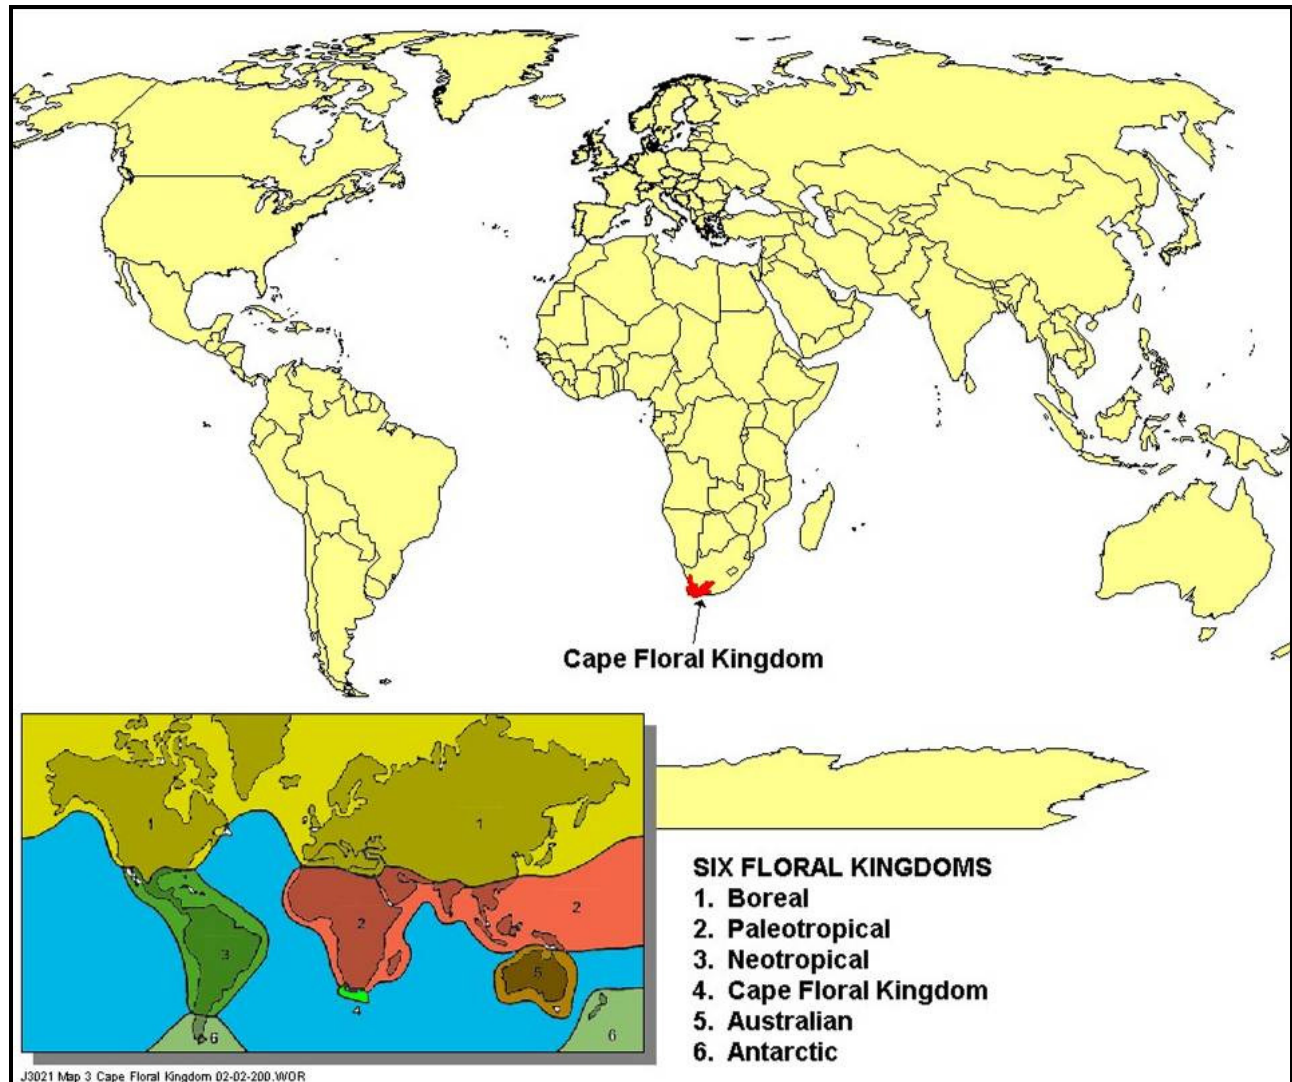 Cape Floral Kingdom
1
1
2
2
3
5
4
6
6
SIX FLORAL KINGDOMS
1. Boreal
2. Paleotropical
3. Neotropical
4. Cape Floral Kingdom
5. Australian
6. Antarctic
J3021 Map 3 Cape Floral Kingdom 02-02-200.WOR